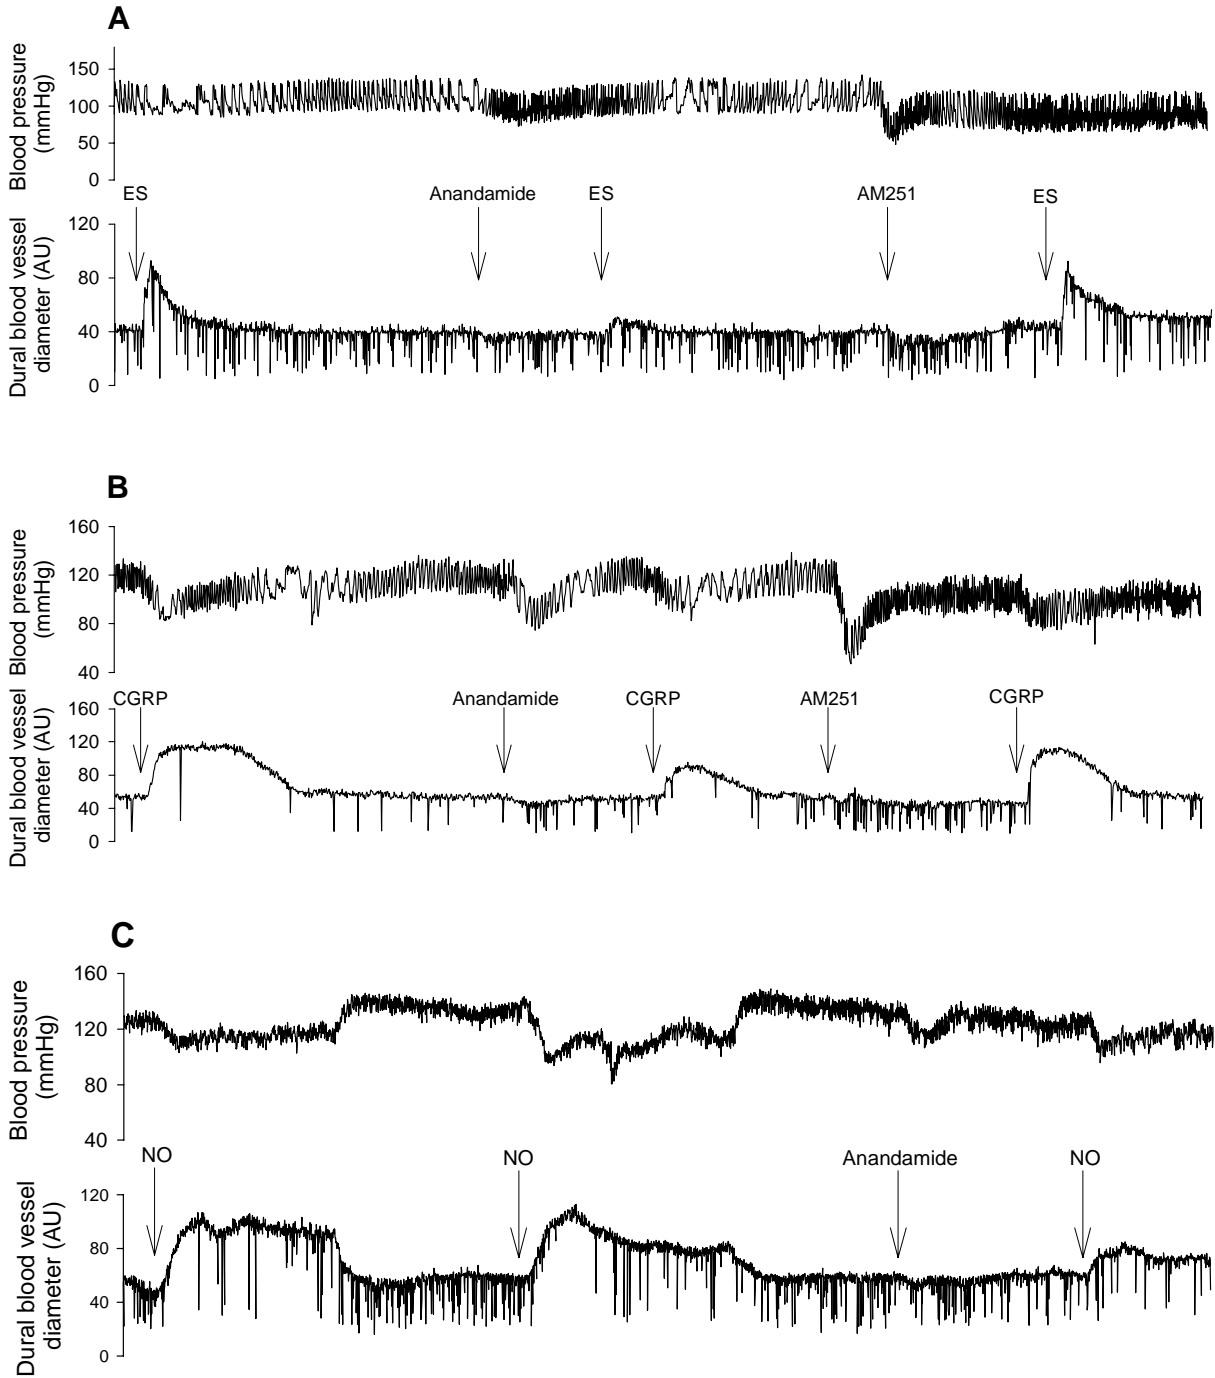 A
Blood pressure
(mmHg)
150
100
50
0
ES
Anandamide
ES
AM251
ES
Dural blood vessel
diameter (AU)
120
80
40
0
B
Blood pressure
(mmHg)
160
120
80
40
CGRP
Anandamide
CGRP
AM251
CGRP
Dural blood vessel
diameter (AU)
160
120
80
40
0
C
Blood pressure
(mmHg)
160
120
80
40
NO
NO
Anandamide
NO
Dural blood vessel
diameter (AU)
120
80
40
0